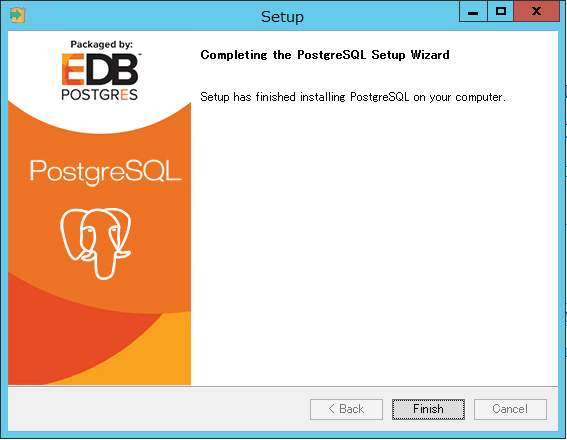 Setup
Packaged by:
EDB
POSTGRES
PostgreSQL
Completing the PostgreSQL Setup Wizard
Setup has finished installing PostgreSQL on your computer.
< Back
Finish
Cancel